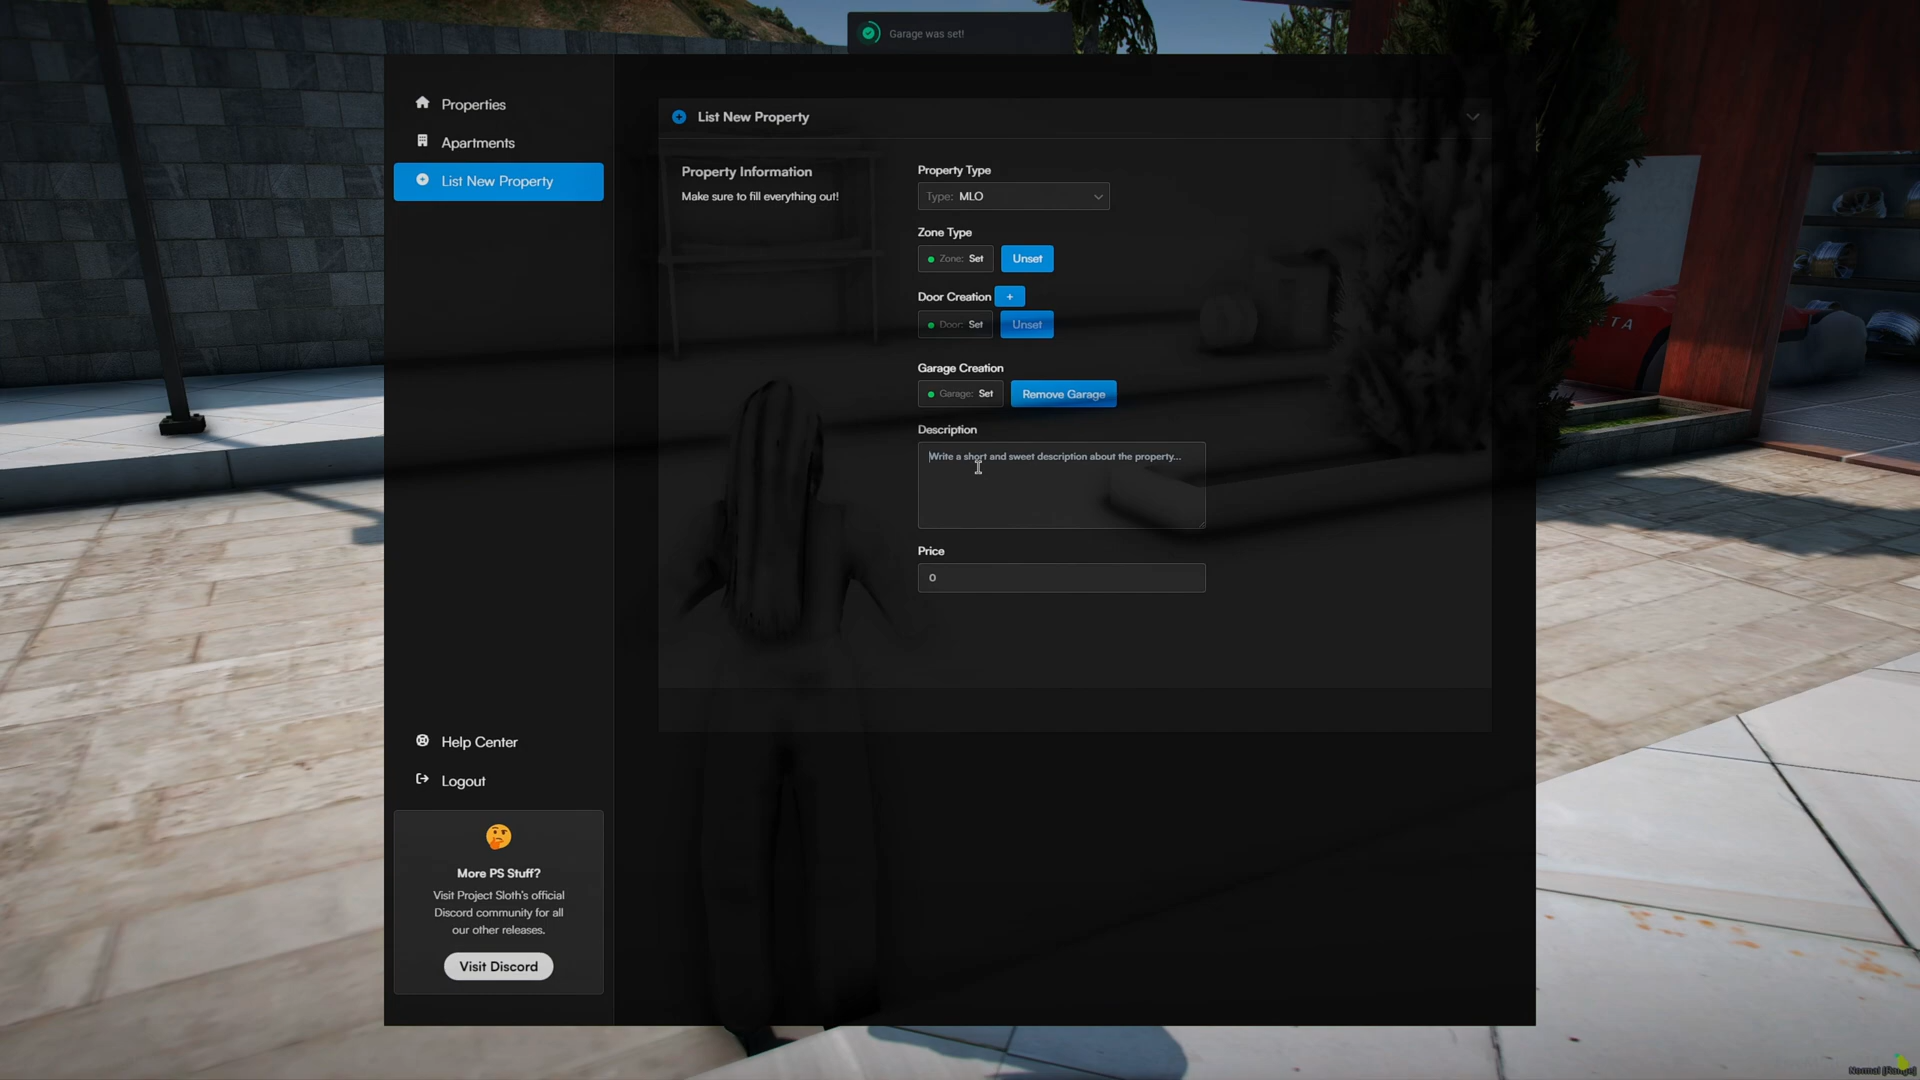 Garage was set!
Properties
Apartments
List New Property
List New Property
Property Information
Make sure to fill everything out!
Property Type
Type: MLO
Zone Type
Zone: Set
Unset
Door Creation +
Door: Set
Unset
Garage Creation
Garage: Set
Remove Garage
Description
Write a short and sweet description about the property...
Price
0
Help Center
Logout
More PS Stuff?
Visit Project Sloth's official
Discord community for all
our other releases.
Visit Discord
Normal [Range]